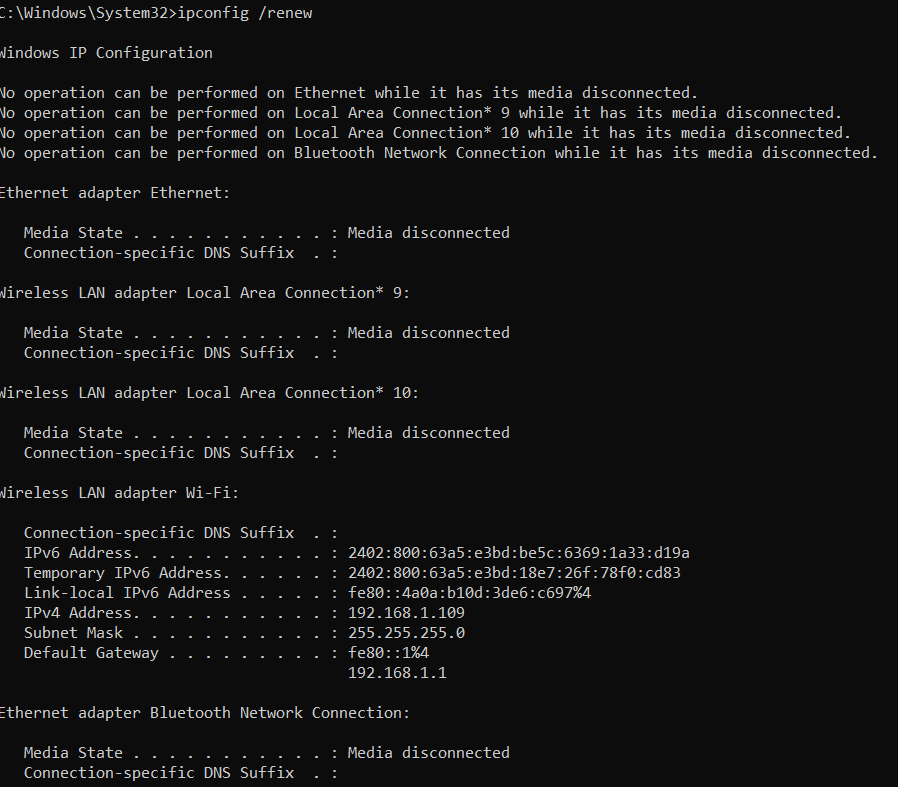 C:\Windows\System32>ipconfig /renew
Windows IP Configuration
No operation can be performed on Ethernet while it has its media disconnected.
No operation can be performed on Local Area Connection* 9 while it has its media disconnected.
No operation can be performed on Local Area Connection* 10 while it has its media disconnected.
No operation can be performed on Bluetooth Network Connection while it has its media disconnected.
Ethernet adapter Ethernet:
   Media State . . . . . . . . . . . : Media disconnected
   Connection-specific DNS Suffix  . :
Wireless LAN adapter Local Area Connection* 9:
   Media State . . . . . . . . . . . : Media disconnected
   Connection-specific DNS Suffix  . :
Wireless LAN adapter Local Area Connection* 10:
   Media State . . . . . . . . . . . : Media disconnected
   Connection-specific DNS Suffix  . :
Wireless LAN adapter Wi-Fi:
   Connection-specific DNS Suffix  . :
   IPv6 Address. . . . . . . . . . . : 2402:800:63a5:e3bd:be5c:6369:1a33:d19a
   Temporary IPv6 Address. . . . . . : 2402:800:63a5:e3bd:18e7:26f:78f0:cd83
   Link-local IPv6 Address . . . . . : fe80::4a0a:b10d:3de6:c697%4
   IPv4 Address. . . . . . . . . . . : 192.168.1.109
   Subnet Mask . . . . . . . . . . . : 255.255.255.0
   Default Gateway . . . . . . . . . : fe80::1%4
                                       192.168.1.1
Ethernet adapter Bluetooth Network Connection:
   Media State . . . . . . . . . . . : Media disconnected
   Connection-specific DNS Suffix  . :